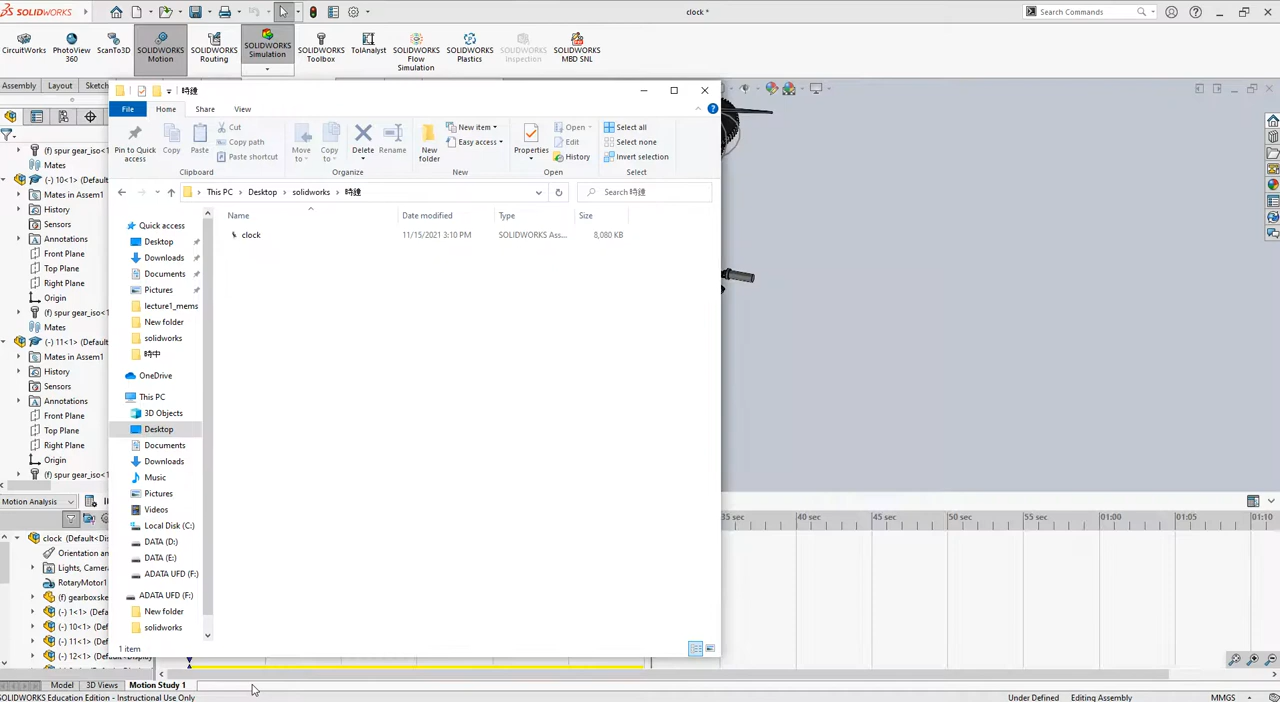 SOLIDWORKS
clock *
Search Commands
CircuitWorks
PhotoView 360
ScanTo3D
SOLIDWORKS Motion
SOLIDWORKS Routing
SOLIDWORKS Simulation
SOLIDWORKS Toolbox
TolAnalyst
SOLIDWORKS Flow Simulation
SOLIDWORKS Plastics
SOLIDWORKS Inspection
SOLIDWORKS MBD SNL
Assembly
Layout
Sketch
時鐘
File
Home
Share
View
Pin to Quick access
Copy
Paste
Cut
Copy path
Paste shortcut
Clipboard
Move to
Copy to
Delete
Rename
Organize
New folder
New item
Easy access
New
Properties
Open
Edit
History
Open
Select all
Select none
Invert selection
Select
This PC > Desktop > solidworks > 時鐘
Search 時鐘
Name
Date modified
Type
Size
clock
11/15/2021 3:10 PM
SOLIDWORKS Ass...
8,080 KB
Quick access
Desktop
Downloads
Documents
Pictures
lecture1_mems
New folder
solidworks
時中
OneDrive
This PC
3D Objects
Desktop
Documents
Downloads
Music
Pictures
Videos
Local Disk (C:)
DATA (D:)
DATA (E:)
ADATA UFD (F:)
ADATA UFD (F:)
New folder
solidworks
1 item
(f) spur gear_iso<1
Mates
(-) 10<1> (Defau
Mates in Assem1
History
Sensors
Annotations
Front Plane
Top Plane
Right Plane
Origin
(f) spur gear_iso<1
Mates
(-) 11<1> (Defau
Mates in Assem1
History
Sensors
Annotations
Front Plane
Top Plane
Right Plane
Origin
(f) spur gear_iso<1
Motion Analysis
clock (Default<Dis
Orientation an
Lights, Camera
RotaryMotor1
(f) gearboxske
(-) 1<1> (Defa
(-) 10<1> (Def
(-) 11<1> (Def
(-) 12<1> (Default<Display
35 sec
40 sec
45 sec
50 sec
55 sec
01:00
01:05
01:10
Model
3D Views
Motion Study 1
SOLIDWORKS Education Edition - Instructional Use Only
Under Defined
Editing Assembly
MMGS